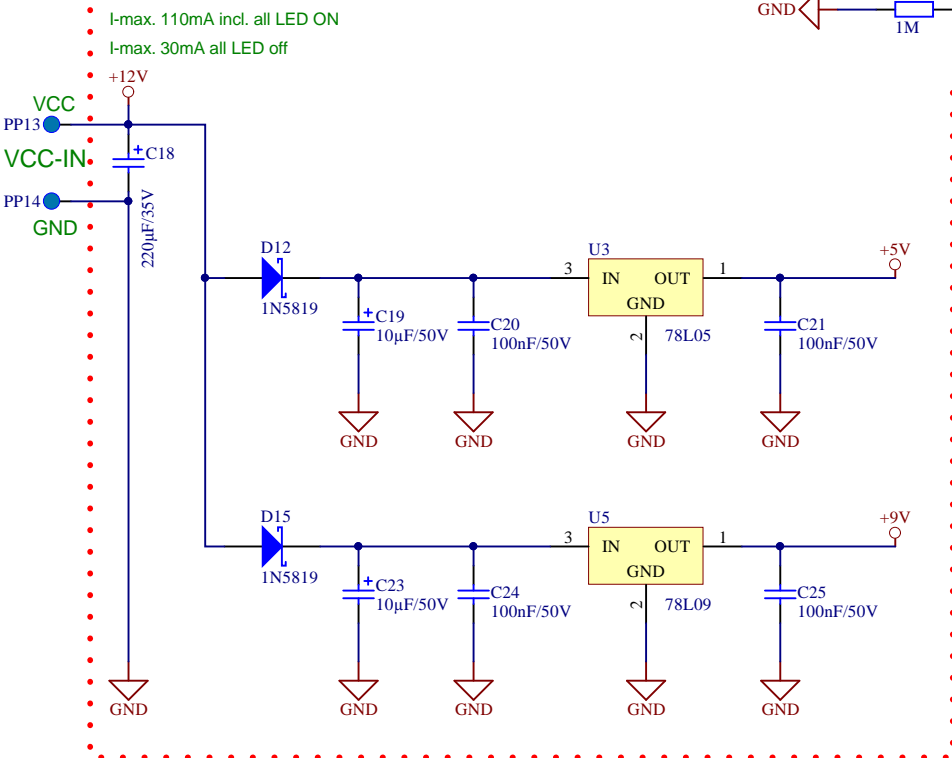 I-max. 110mA incl. all LED ON
I-max. 30mA all LED off
GND
1M
+12V
VCC
PP13
VCC-IN
+
C18
220µF/35V
PP14
GND
D12
1N5819
+
C19
10µF/50V
C20
100nF/50V
U3
3
IN
OUT
1
GND
2
78L05
+5V
C21
100nF/50V
GND
GND
GND
GND
D15
1N5819
+
C23
10µF/50V
C24
100nF/50V
U5
3
IN
OUT
1
GND
2
78L09
+9V
C25
100nF/50V
GND
GND
GND
GND
GND